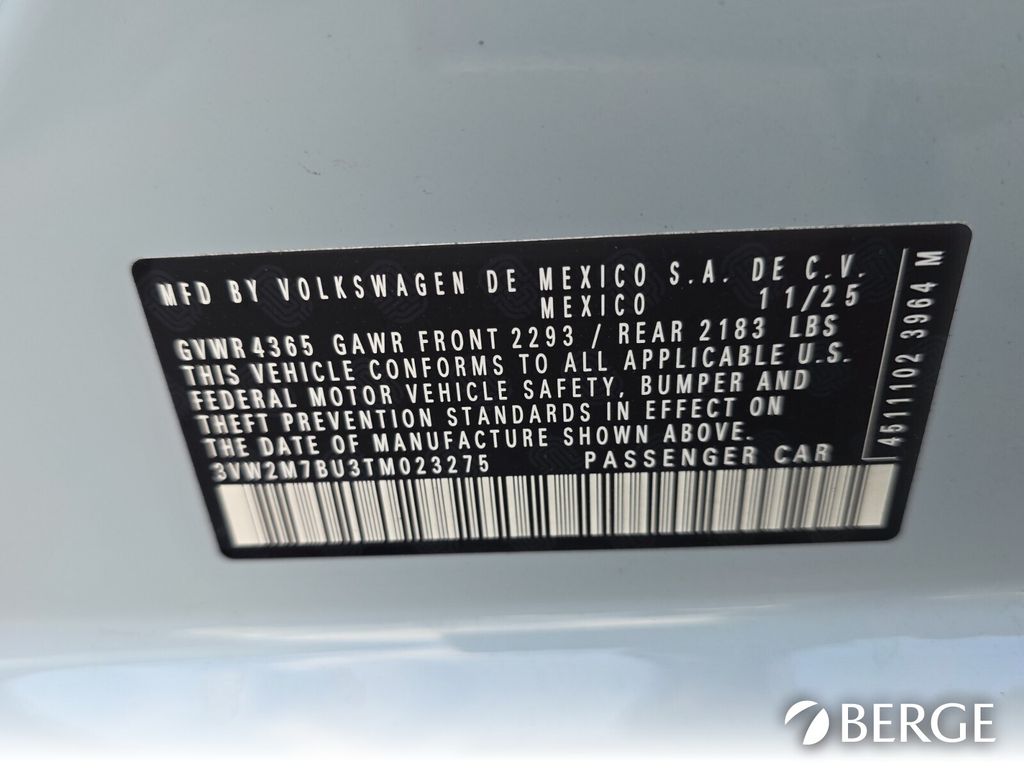 MFD BY VOLKSWAGEN DE MEXICO S.A. DE C.V.
MEXICO 11/25
GVWR 4365 GAWR FRONT 2293 / REAR 2183 LBS
THIS VEHICLE CONFORMS TO ALL APPLICABLE U.S.
FEDERAL MOTOR VEHICLE SAFETY, BUMPER AND
THEFT PREVENTION STANDARDS IN EFFECT ON
THE DATE OF MANUFACTURE SHOWN ABOVE.
3VW2M7BU3TM023275 PASSENGER CAR
4511102 3964 M
BERGE